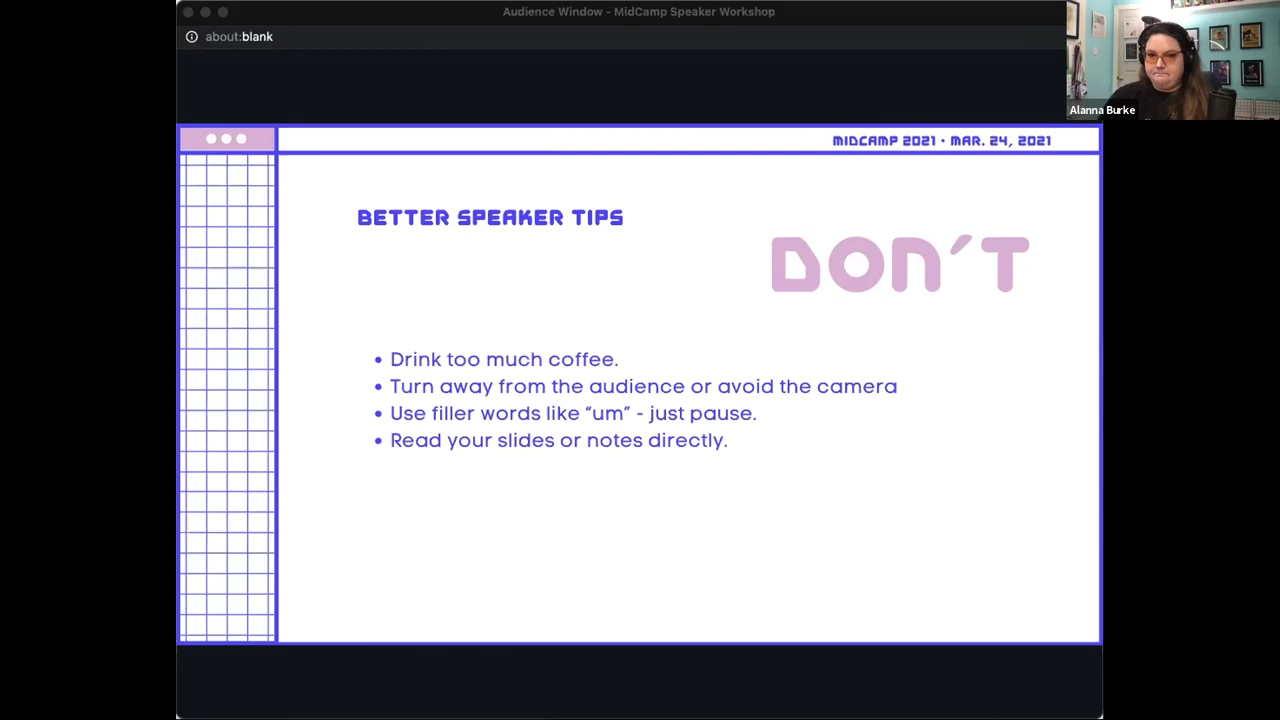 Audience Window - MidCamp Speaker Workshop
about:blank
Alanna Burke
MIDCAMP 2021 • MAR. 24, 2021
BETTER SPEAKER TIPS
DON'T
• Drink too much coffee.
• Turn away from the audience or avoid the camera
• Use filler words like “um” - just pause.
• Read your slides or notes directly.